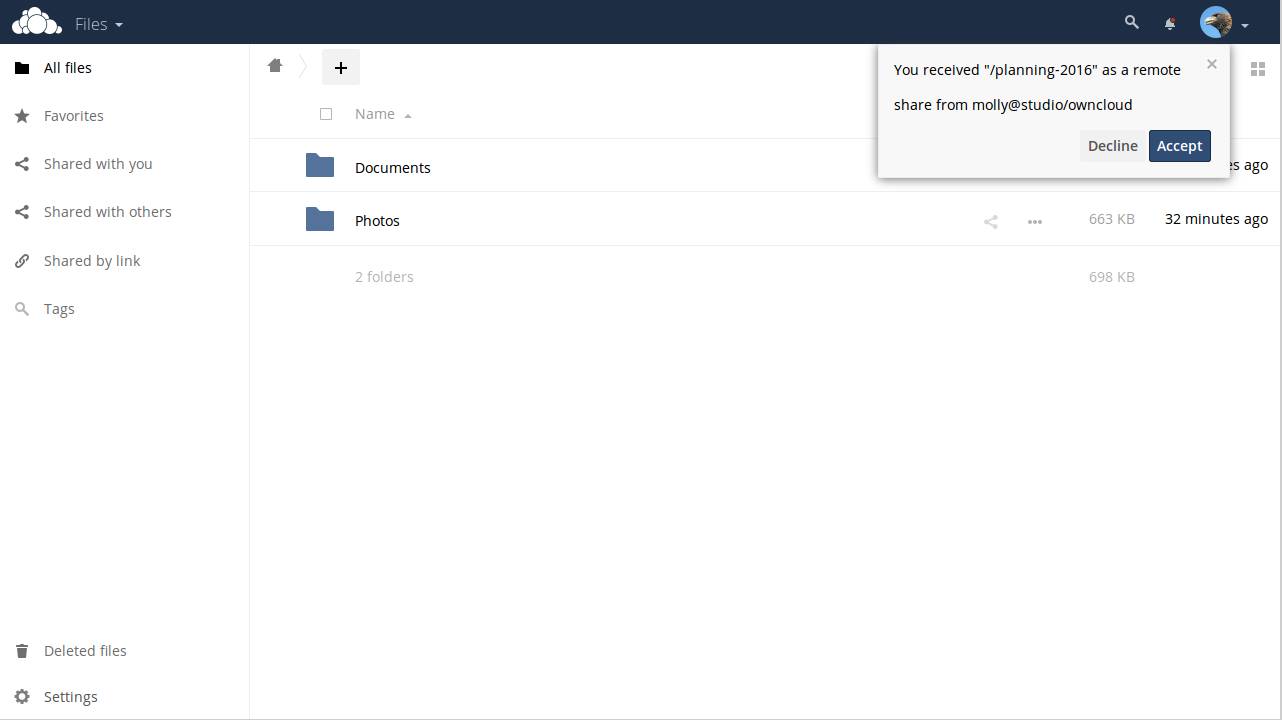 Files
All files
Favorites
Shared with you
Shared with others
Shared by link
Tags
Deleted files
Settings
+
Name
Documents
Photos
663 KB
32 minutes ago
2 folders
698 KB
You received "/planning-2016" as a remote
share from molly@studio/owncloud
Decline
Accept
ago